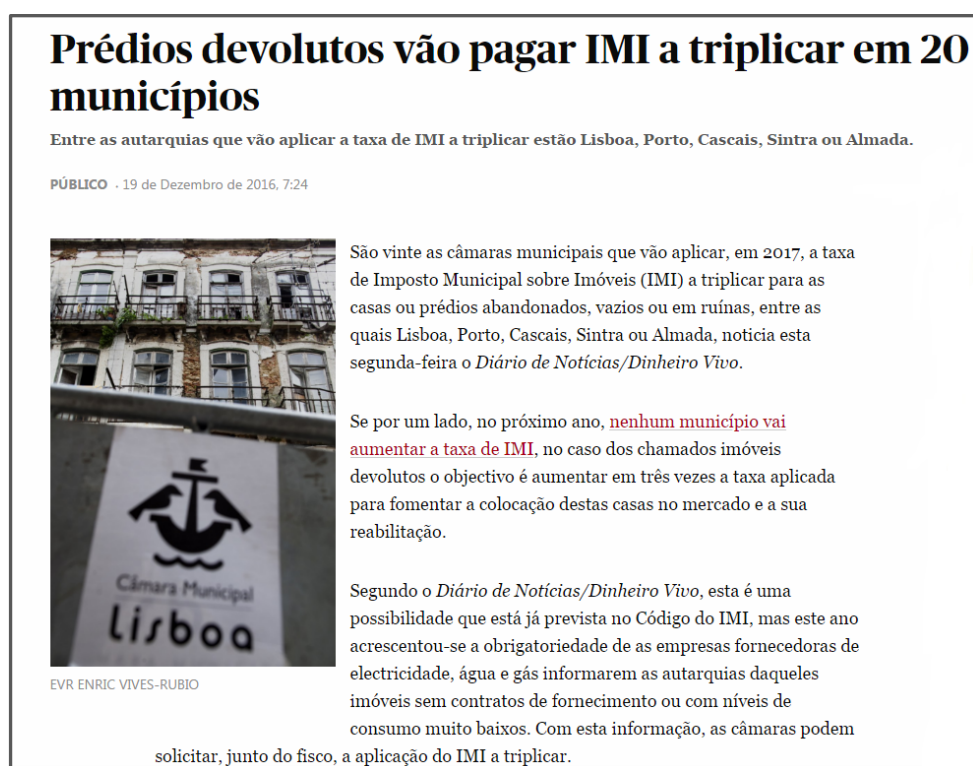 Prédios devolutos vão pagar IMI a triplicar em 20
municípios
Entre as autarquias que vão aplicar a taxa de IMI a triplicar estão Lisboa, Porto, Cascais, Sintra ou Almada.
PÚBLICO • 19 de Dezembro de 2016, 7:24
Câmara Municipal
Lisboa
EVR ENRIC VIVES-RUBIO
São vinte as câmaras municipais que vão aplicar, em 2017, a taxa
de Imposto Municipal sobre Imóveis (IMI) a triplicar para as
casas ou prédios abandonados, vazios ou em ruínas, entre as
quais Lisboa, Porto, Cascais, Sintra ou Almada, noticia esta
segunda-feira o Diário de Notícias/Dinheiro Vivo.
Se por um lado, no próximo ano, nenhum município vai
aumentar a taxa de IMI, no caso dos chamados imóveis
devolutos o objectivo é aumentar em três vezes a taxa aplicada
para fomentar a colocação destas casas no mercado e a sua
reabilitação.
Segundo o Diário de Notícias/Dinheiro Vivo, esta é uma
possibilidade que está já prevista no Código do IMI, mas este ano
acrescentou-se a obrigatoriedade de as empresas fornecedoras de
electricidade, água e gás informarem as autarquias daqueles
imóveis sem contratos de fornecimento ou com níveis de
consumo muito baixos. Com esta informação, as câmaras podem
solicitar, junto do fisco, a aplicação do IMI a triplicar.